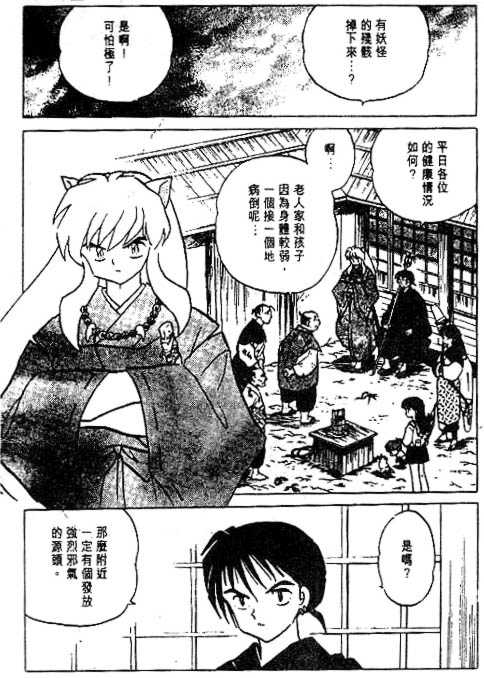 有妖怪
的殘骸
掉下來…？
是啊！
可怕極了！
平日各位
的健康情況
如何？
啊…
老人家和孩子
因為身體較弱，
一個接一個地
病倒呢…
是嗎？
那麼附近
一定有個發放
強烈邪氣
的源頭。